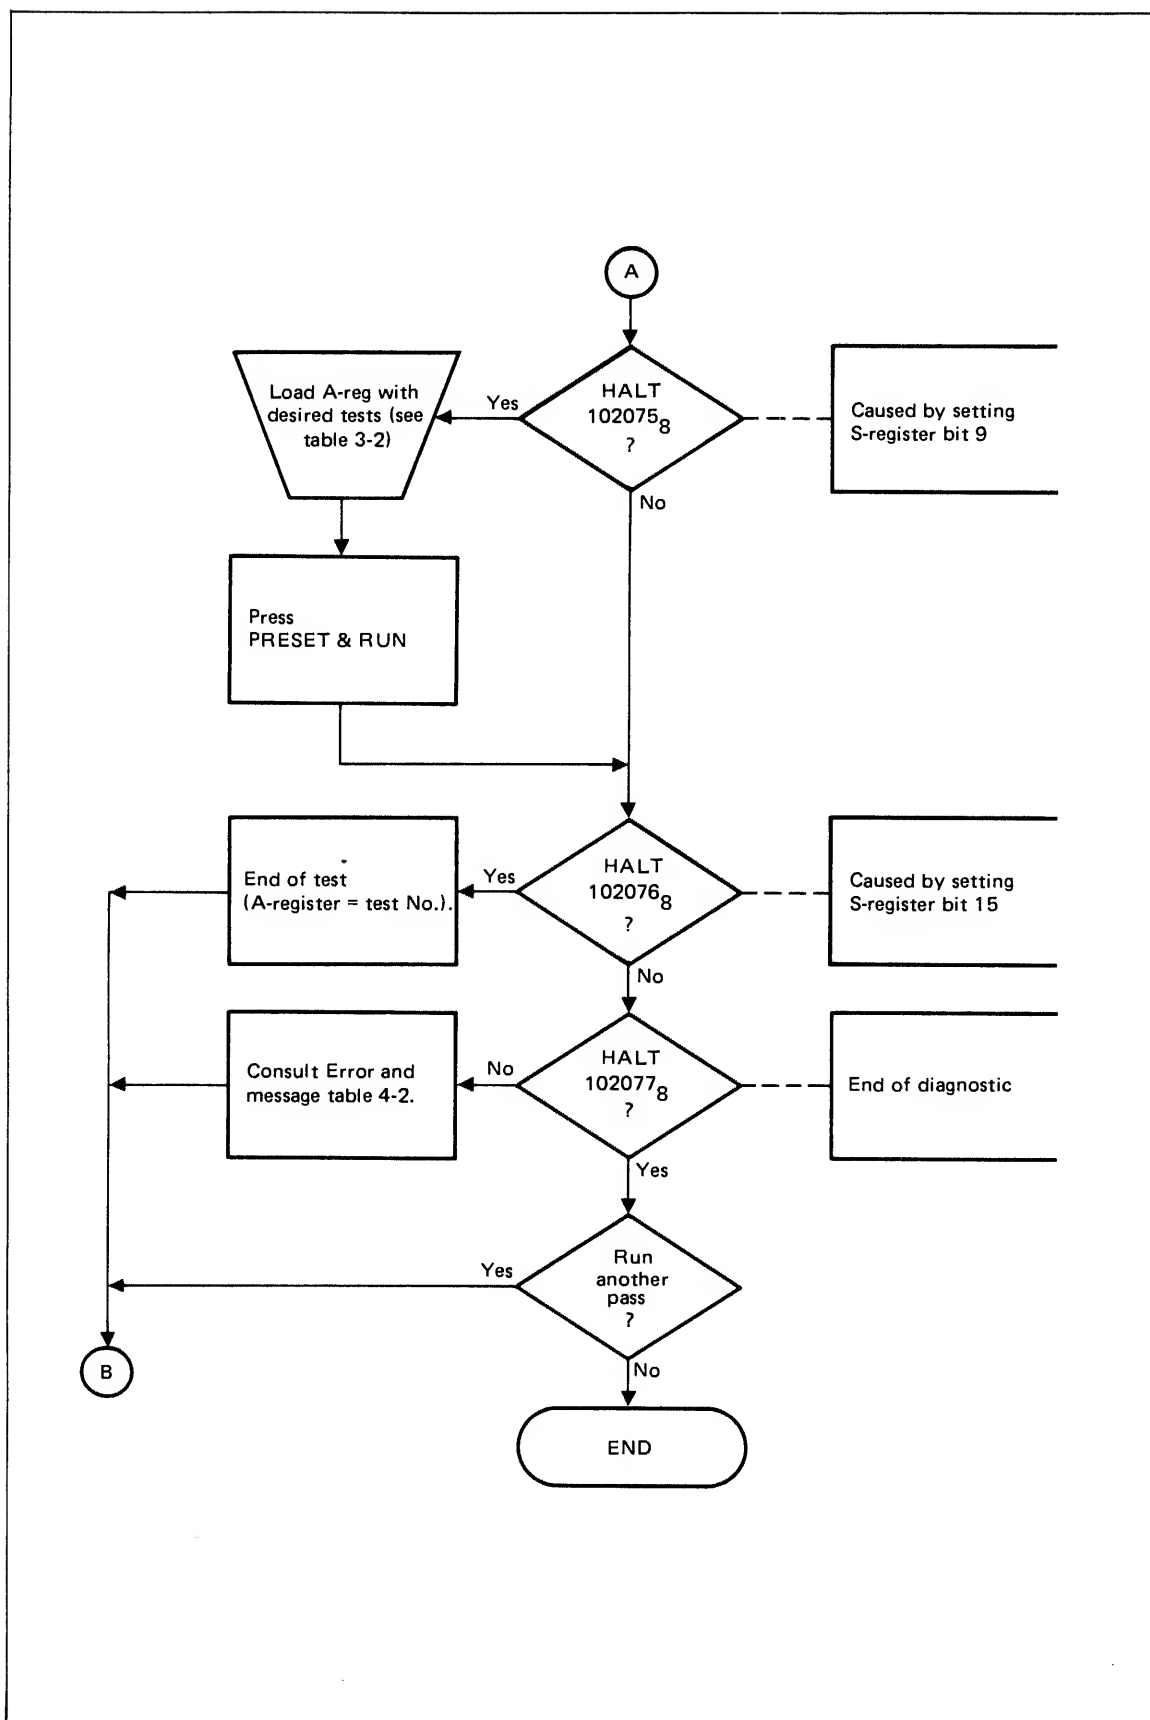 A
HALT
102075₈
?
Yes
Load A-reg with
desired tests (see
table 3-2)
Caused by setting
S-register bit 9
No
Press
PRESET & RUN
HALT
102076₈
?
Yes
End of test
(A-register = test No.).
Caused by setting
S-register bit 15
No
HALT
102077₈
?
No
Consult Error and
message table 4-2.
End of diagnostic
Yes
Run
another
pass
?
Yes
B
No
END